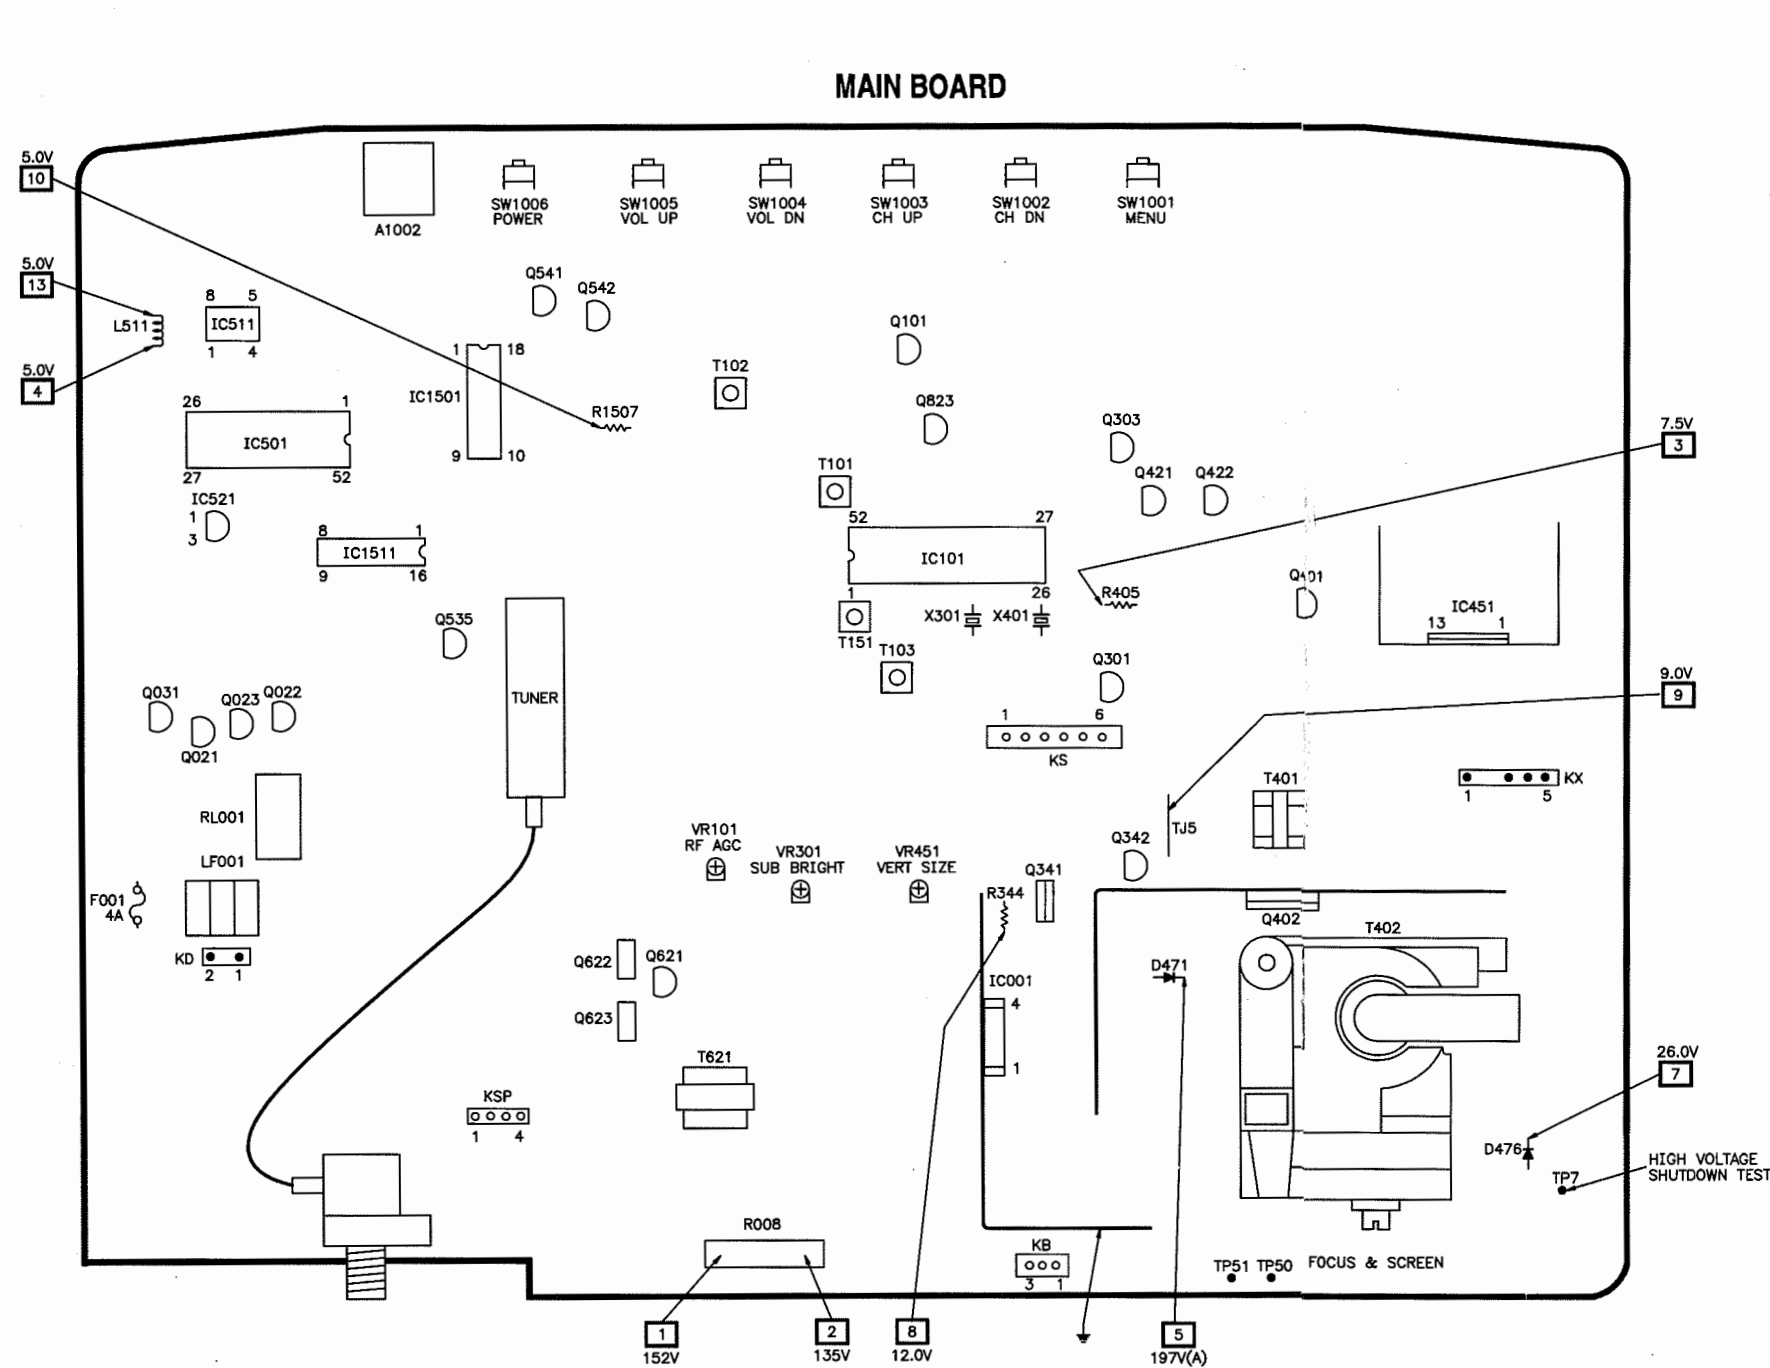 MAIN BOARD
5.0V
10
A1002
SW1006
POWER
SW1005
VOL UP
SW1004
VOL DN
SW1003
CH UP
SW1002
CH DN
SW1001
MENU
5.0V
13
L511
8 5
IC511
1 4
5.0V
4
Q541
Q542
1 18
IC1501
9 10
R1507
T102
Q101
Q823
Q303
Q421 Q422
7.5V
3
26 1
IC501
27 52
IC521
1
3
8 1
IC1511
9 16
T101
52 27
IC101
1 26
X301 X401
R405
Q401
IC451
13 1
T151
T103
Q535
TUNER
Q301
1 6
KS
9.0V
9
Q031
Q021
Q023
Q022
RL001
LF001
F001
4A
KD
2 1
VR101
RF AGC
VR301
SUB BRIGHT
VR451
VERT SIZE
Q342
TJ5
T401
KX
1 5
R344
Q341
Q402
T402
Q622
Q621
Q623
IC001
4
1
D471
T621
KSP
1 4
26.0V
7
D476
TP7
HIGH VOLTAGE
SHUTDOWN TEST
R008
KB
3 1
TP51 TP50
FOCUS & SCREEN
1
152V
2
135V
8
12.0V
5
197V(A)